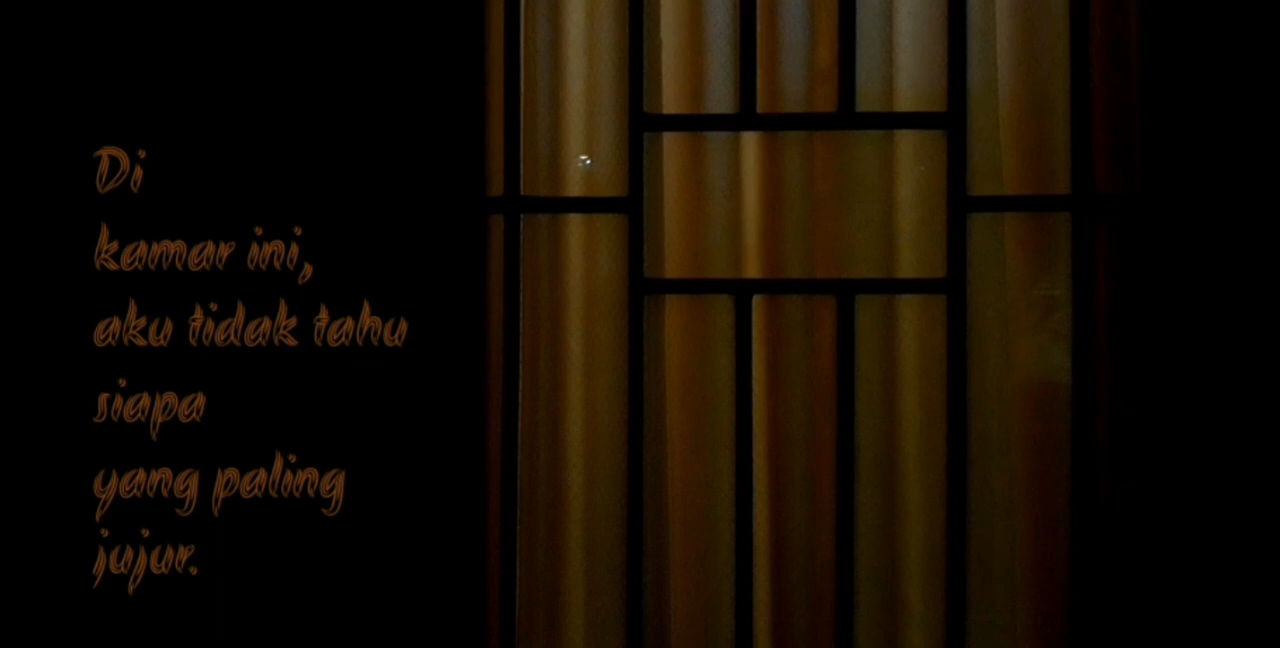 Di
kamar ini,
aku tidak tahu
siapa
yang paling
jujur.